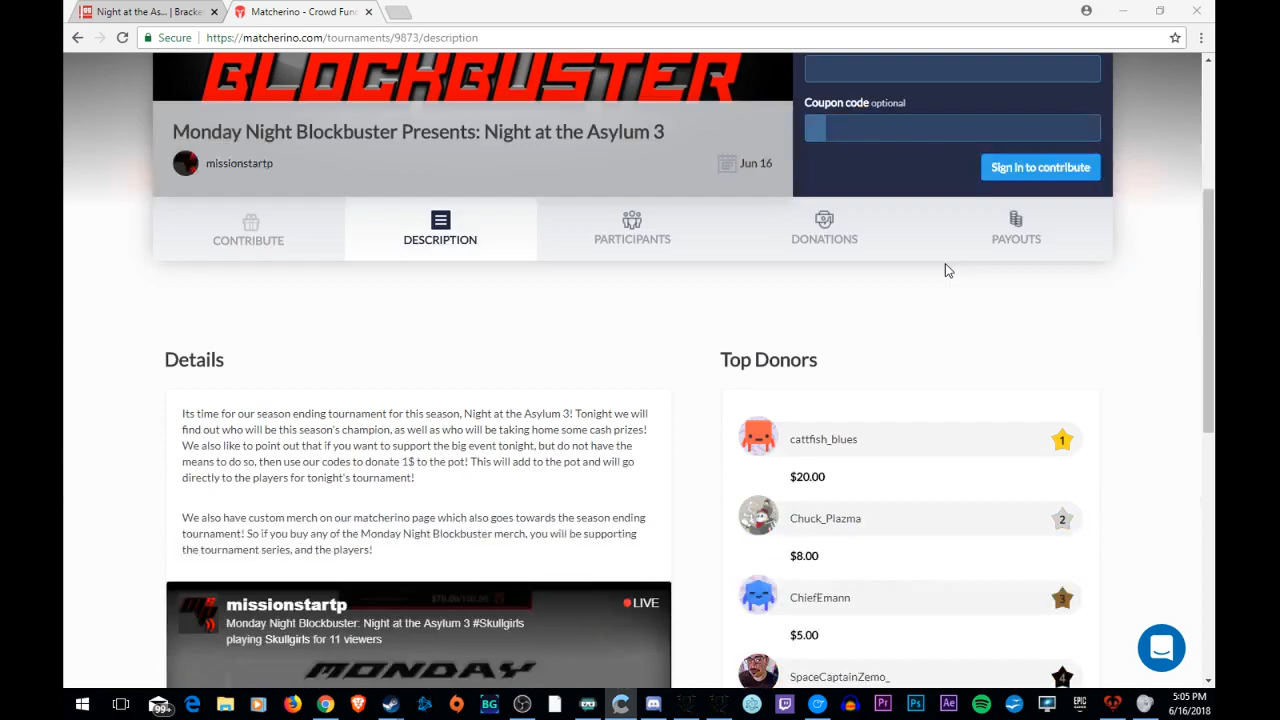 Night at the As... | Bracke
Matcherino - Crowd Fund
Secure
https://matcherino.com/tournaments/9873/description
BLOCKBUSTER
Coupon code optional
Monday Night Blockbuster Presents: Night at the Asylum 3
missionstartp
Jun 16
Sign in to contribute
CONTRIBUTE
DESCRIPTION
PARTICIPANTS
DONATIONS
PAYOUTS
Details
Its time for our season ending tournament for this season, Night at the Asylum 3! Tonight we will
find out who will be this season's champion, as well as who will be taking home some cash prizes!
We also like to point out that if you want to support the big event tonight, but do not have the
means to do so, then use our codes to donate 1$ to the pot! This will add to the pot and will go
directly to the players for tonight's tournament!
We also have custom merch on our matcherino page which also goes towards the season ending
tournament! So if you buy any of the Monday Night Blockbuster merch, you will be supporting
the tournament series, and the players!
missionstartp
LIVE
Monday Night Blockbuster: Night at the Asylum 3 #Skullgirls
playing Skullgirls for 11 viewers
MONDAY
Top Donors
cattfish_blues
1
$20.00
Chuck_Plazma
2
$8.00
ChiefEmann
3
$5.00
SpaceCaptainZemo_
4
99+
BG
Pr
Ps
Ae
EPIC
5:05 PM
6/16/2018